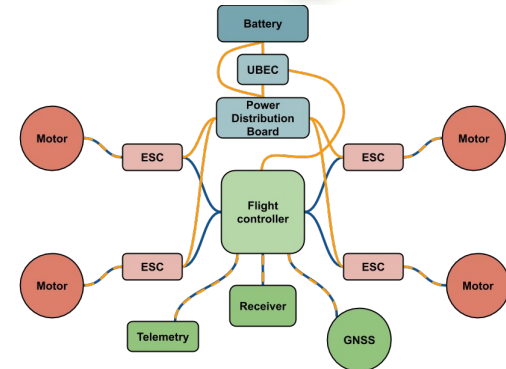 Battery
UBEC
Power
Distribution
Board
Motor
ESC
ESC
Motor
Flight
controller
Motor
ESC
ESC
Motor
Receiver
Telemetry
GNSS